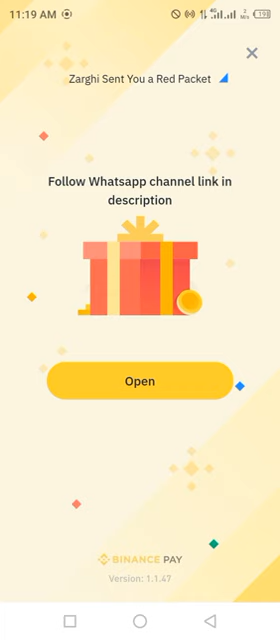 11:19 AM
Zarghi Sent You a Red Packet
Follow Whatsapp channel link in
description
Open
BINANCE PAY
Version: 1.1.47